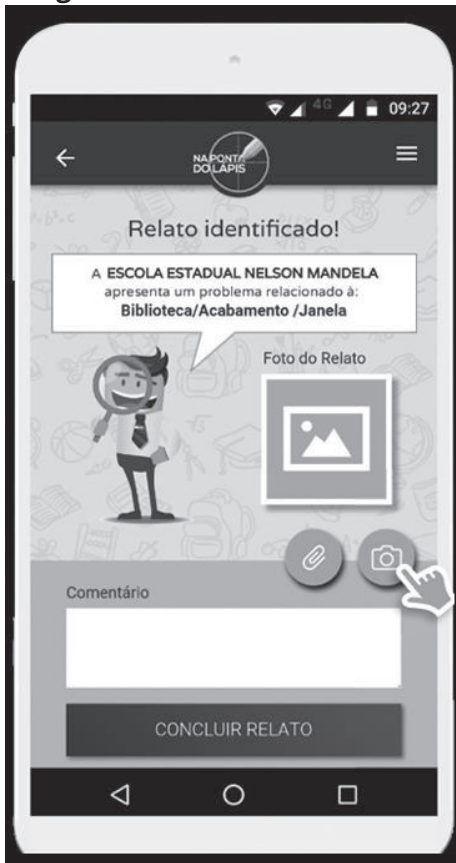 4G 09:27
NA PONTA
DO LÁPIS
Relato identificado!
A ESCOLA ESTADUAL NELSON MANDELA
apresenta um problema relacionado à:
Biblioteca/Acabamento /Janela
Foto do Relato
Comentário
CONCLUIR RELATO